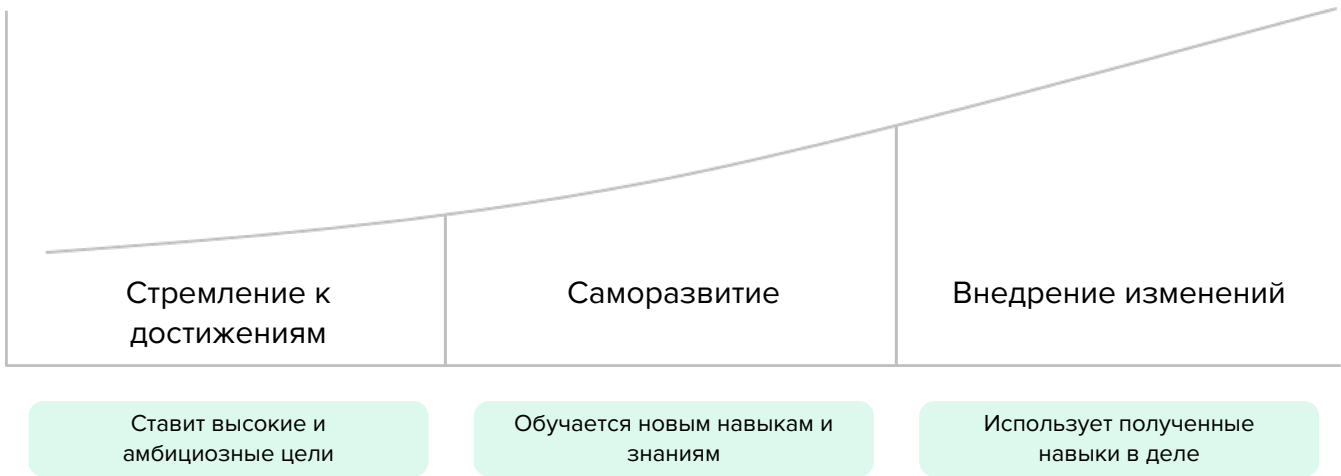 Стремление к
достижениям
Саморазвитие
Внедрение изменений
Ставит высокие и
амбициозные цели
Обучается новым навыкам и
знаниям
Использует полученные
навыки в деле